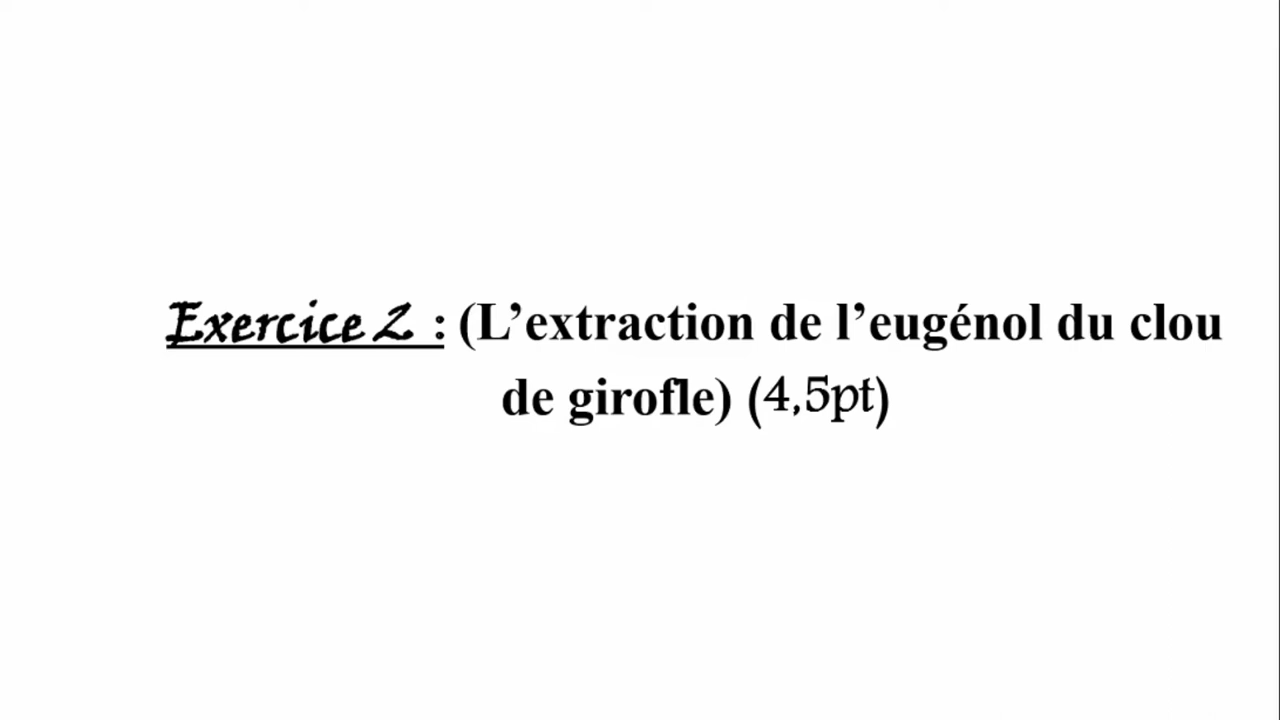 Exercice 2 : (L’extraction de l’eugénol du clou
de girofle) (4,5pt)